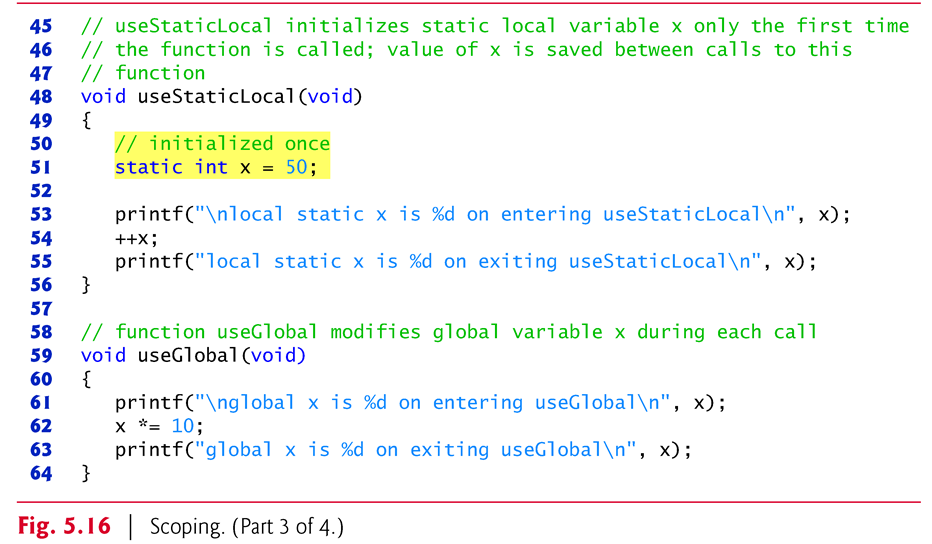 45 // useStaticLocal initializes static local variable x only the first time
46 // the function is called; value of x is saved between calls to this
47 // function
48 void useStaticLocal(void)
49 {
50    // initialized once
51    static int x = 50;
52
53    printf("\nlocal static x is %d on entering useStaticLocal\n", x);
54    ++x;
55    printf("local static x is %d on exiting useStaticLocal\n", x);
56 }
57
58 // function useGlobal modifies global variable x during each call
59 void useGlobal(void)
60 {
61    printf("\nglobal x is %d on entering useGlobal\n", x);
62    x *= 10;
63    printf("global x is %d on exiting useGlobal\n", x);
64 }
Fig. 5.16 | Scoping. (Part 3 of 4.)